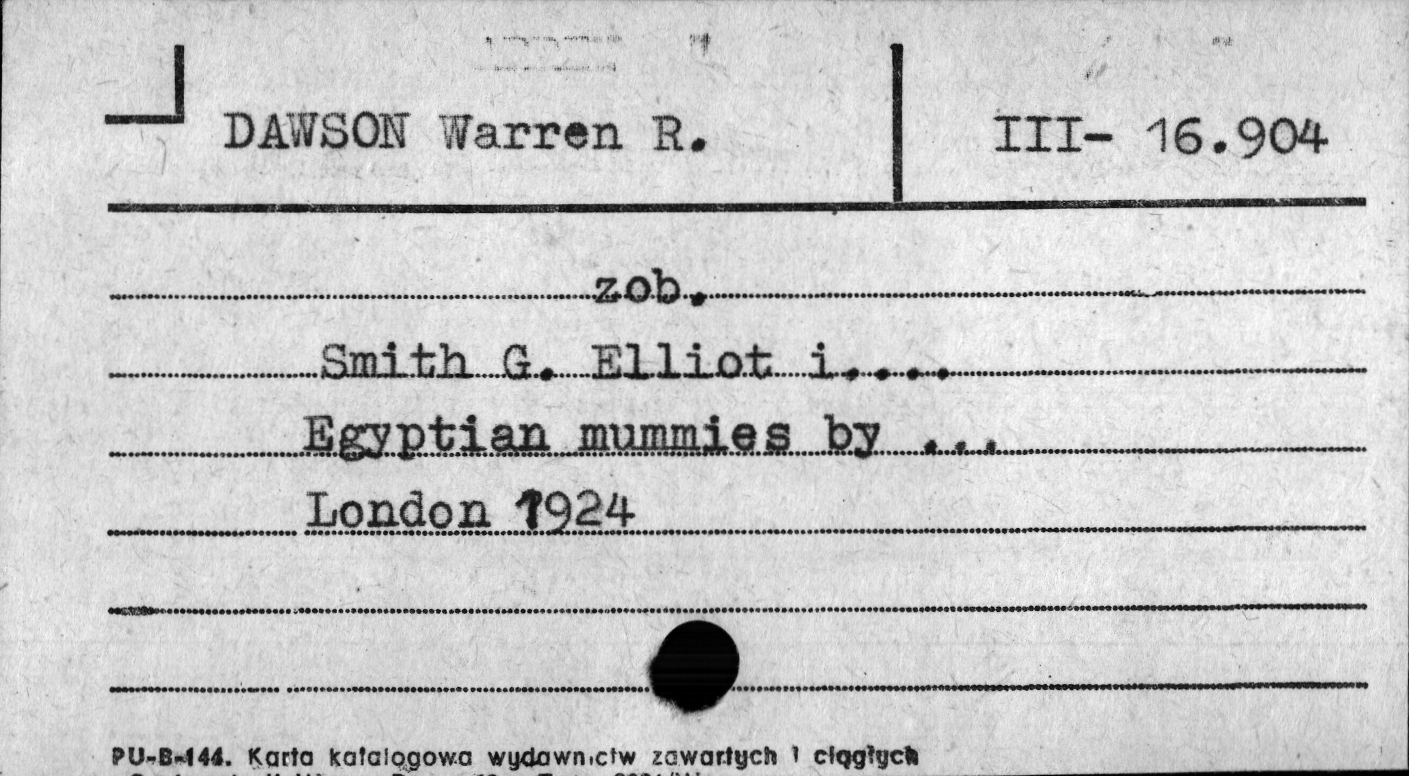 DAWSON Warren R.
III- 16.904
zob.
Smith G. Elliot i....
Egyptian mummies by ...
London 1924
PU-B-144. Karta katalogowa wydawnictw zawartych i ciągłych